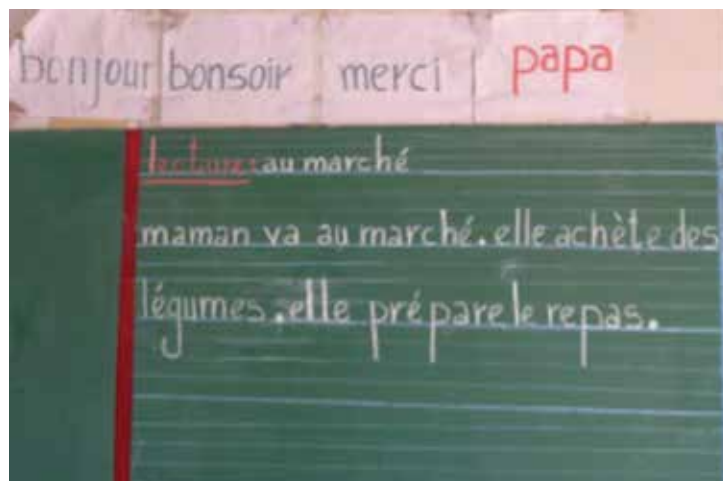 bonjour bonsoir merci papa
lecture: au marché
maman va au marché. elle achète des
légumes. elle prépare le repas.